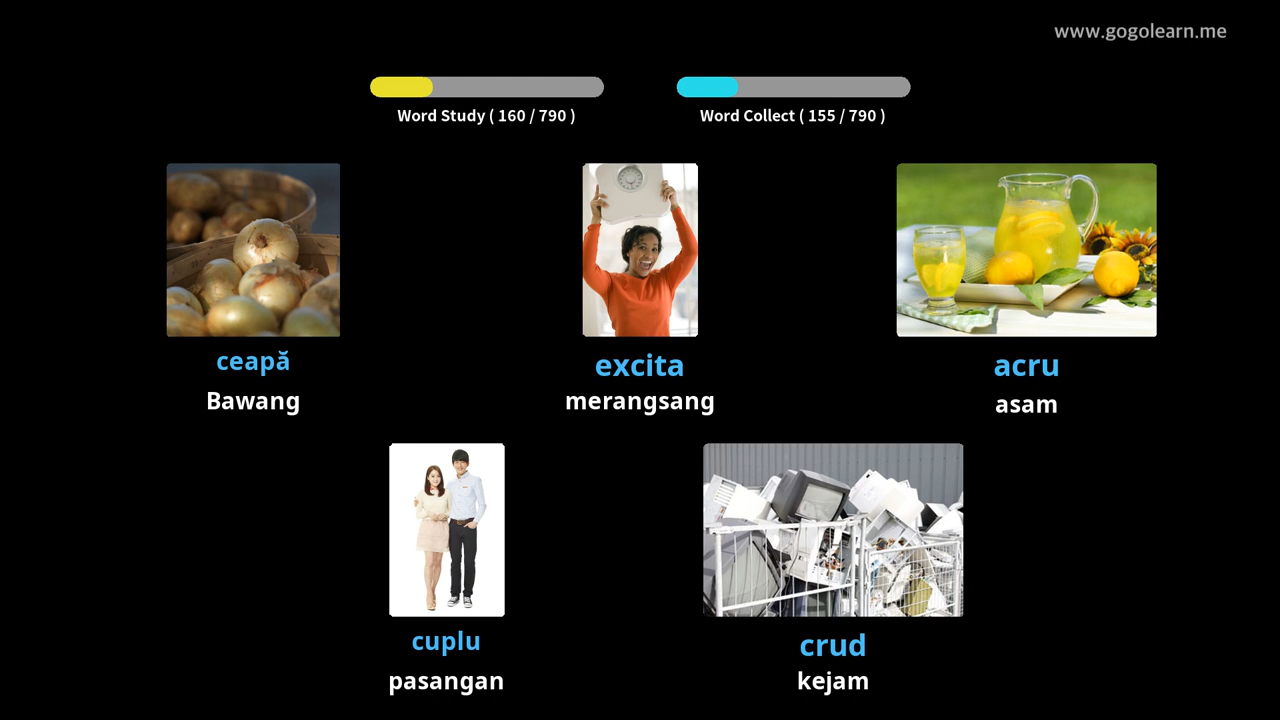 www.gogolearn.me
Word Study ( 160 / 790 )
Word Collect ( 155 / 790 )
ceapă
Bawang
excita
merangsang
acru
asam
cuplu
pasangan
crud
kejam